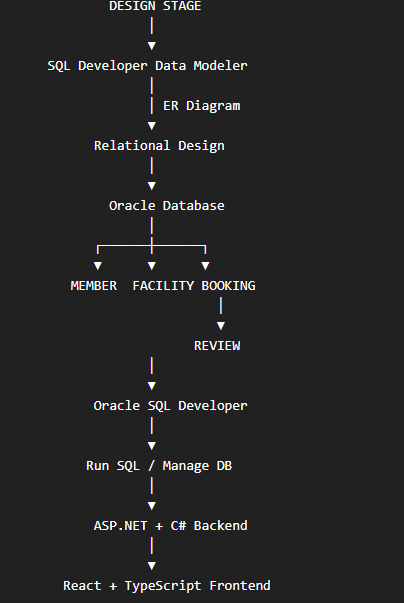 DESIGN STAGE
SQL Developer Data Modeler
ER Diagram
Relational Design
Oracle Database
MEMBER FACILITY BOOKING
REVIEW
Oracle SQL Developer
Run SQL / Manage DB
ASP.NET + C# Backend
React + TypeScript Frontend